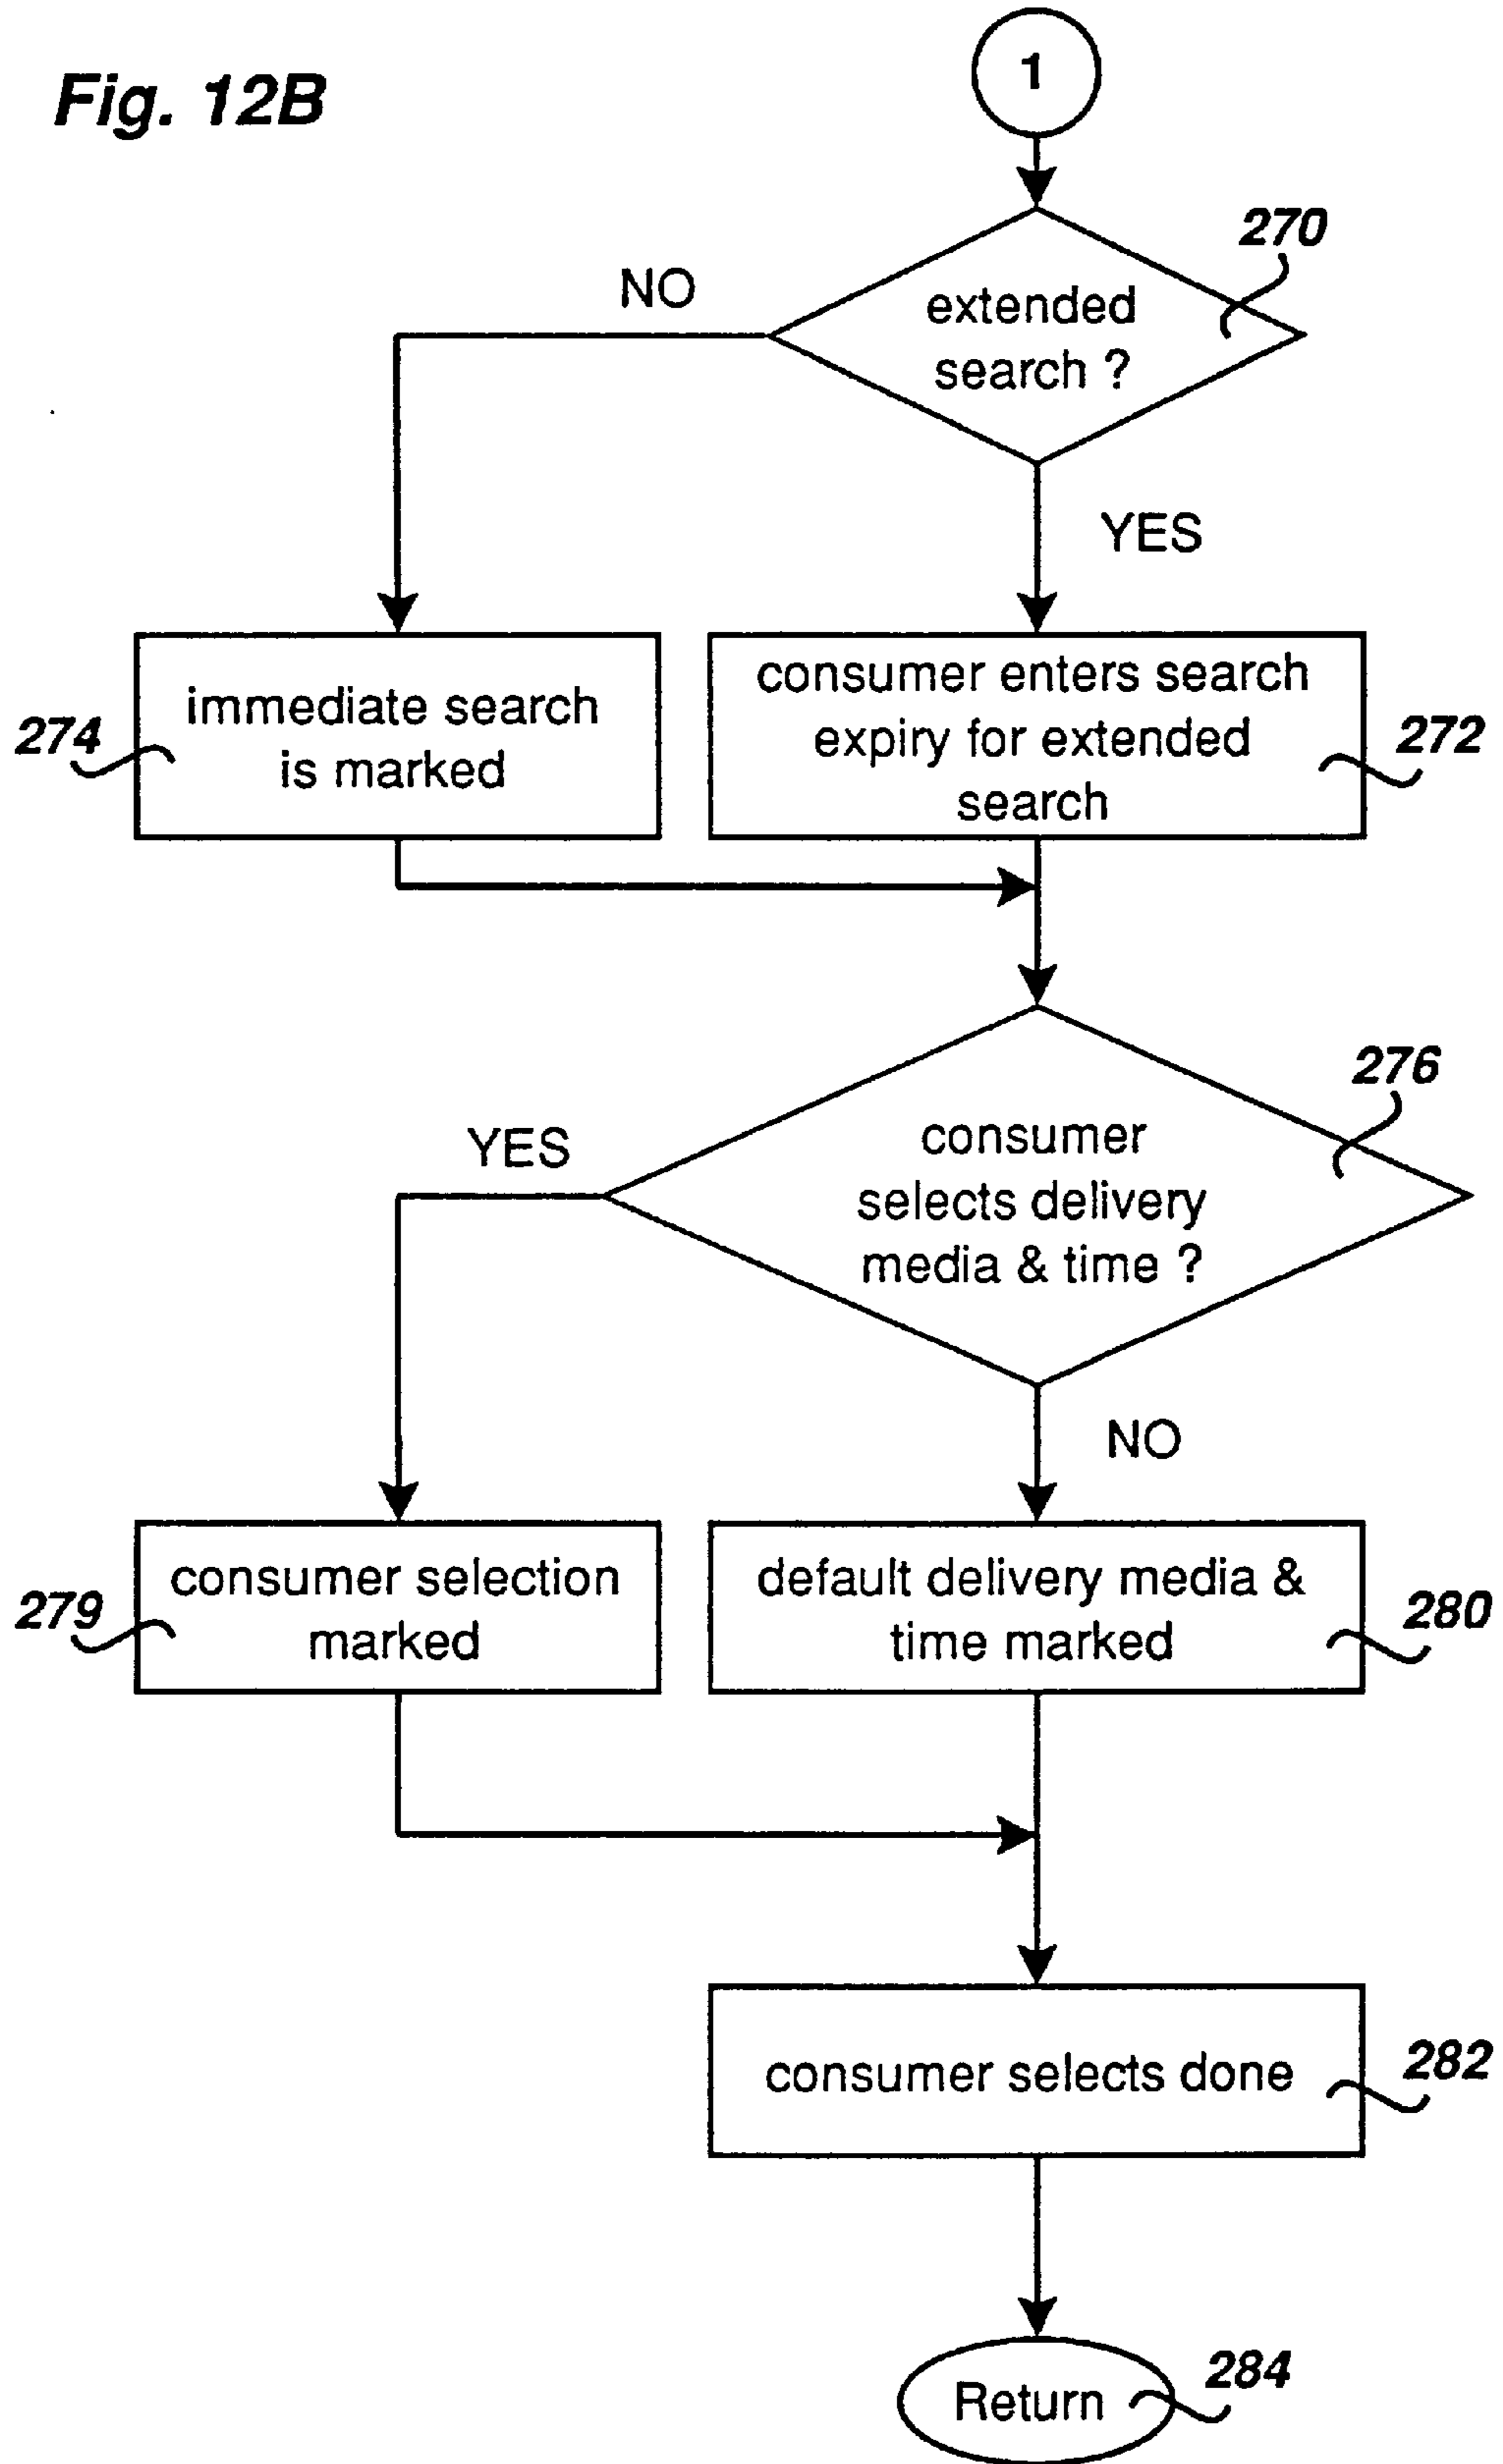 Fig. 12B
1
270
NO
extended
search ?
YES
274
immediate search
is marked
consumer enters search
expiry for extended
search
272
276
YES
consumer
selects delivery
media & time ?
NO
279
consumer selection
marked
default delivery media &
time marked
280
consumer selects done
282
Return
284